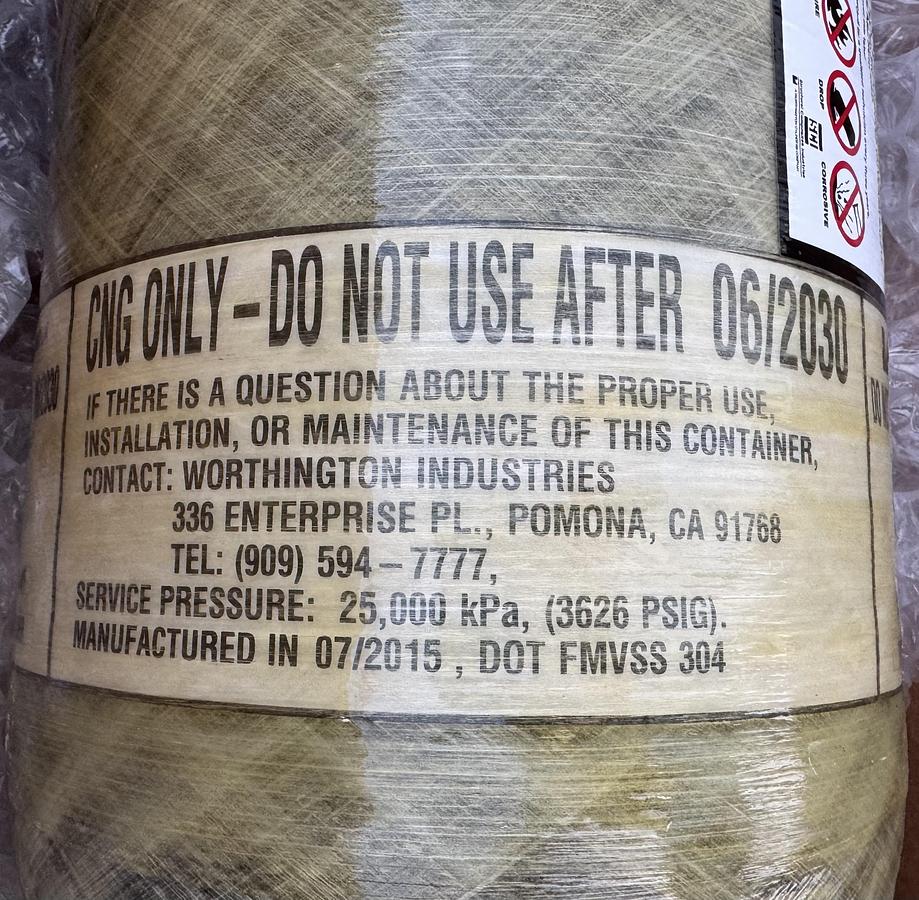 CNG ONLY – DO NOT USE AFTER 06/2030
IF THERE IS A QUESTION ABOUT THE PROPER USE,
INSTALLATION, OR MAINTENANCE OF THIS CONTAINER,
CONTACT: WORTHINGTON INDUSTRIES
336 ENTERPRISE PL., POMONA, CA 91768
TEL: (909) 594 – 7777,
SERVICE PRESSURE: 25,000 kPa, (3626 PSIG).
MANUFACTURED IN 07/2015 , DOT FMVSS 304
DROP
CORROSIVE